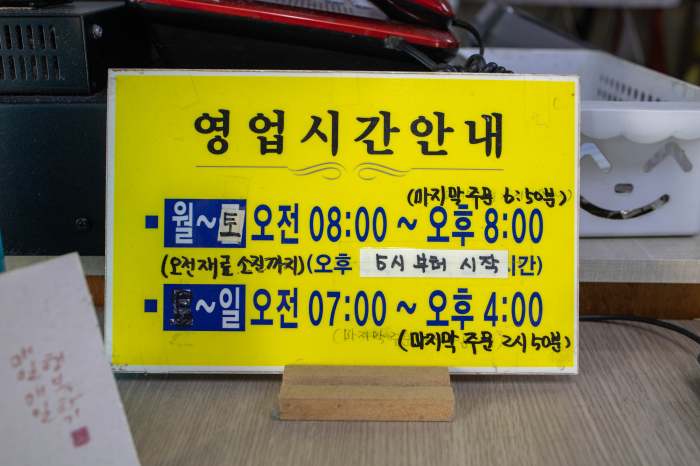 영업시간안내
(마지막 주문 6:50분)
■ 월~토 오전 08:00 ~ 오후 8:00
(오전재료 소진까지)(오후 5시 부터 시작 시간)
■ ~ 일 오전 07:00 ~ 오후 4:00
(마지막 주문 2시50분)